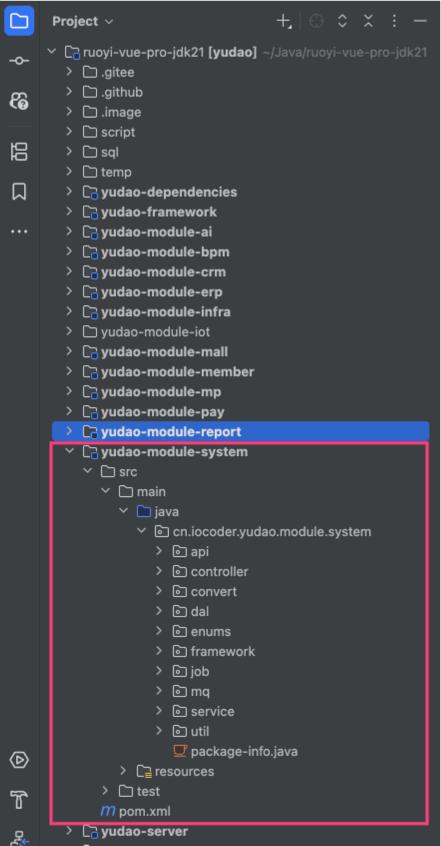 Project
ruoyi-vue-pro-jdk21 [yudao] ~/Java/ruoyi-vue-pro-jdk21
.gitee
.github
.image
script
sql
temp
yudao-dependencies
yudao-framework
yudao-module-ai
yudao-module-bpm
yudao-module-crm
yudao-module-erp
yudao-module-infra
yudao-module-iot
yudao-module-mall
yudao-module-member
yudao-module-mp
yudao-module-pay
yudao-module-report
yudao-module-system
src
main
java
cn.iocoder.yudao.module.system
api
controller
convert
dal
enums
framework
job
mq
service
util
package-info.java
resources
test
m pom.xml
yudao-server